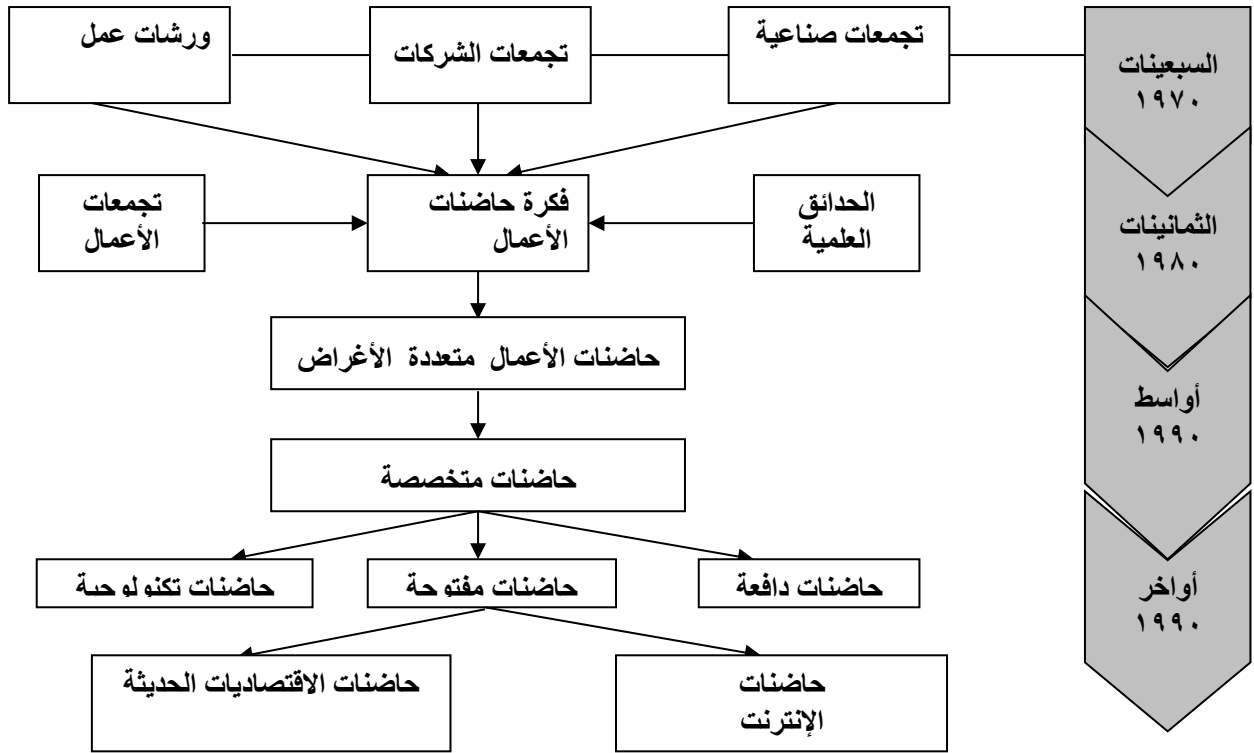 السبعينات
١٩٧٠
تجمعات صناعية
تجمعات الشركات
ورشات عمل
الثمانينات
١٩٨٠
الحدائق
العلمية
فكرة حاضنات
الأعمال
تجمعات
الأعمال
حاضنات الأعمال متعددة الأغراض
أواسط
١٩٩٠
حاضنات متخصصة
أواخر
١٩٩٠
حاضنات دافعة
حاضنات مفتوحة
حاضنات تكنولوجية
حاضنات
الإنترنت
حاضنات الاقتصاديات الحديثة